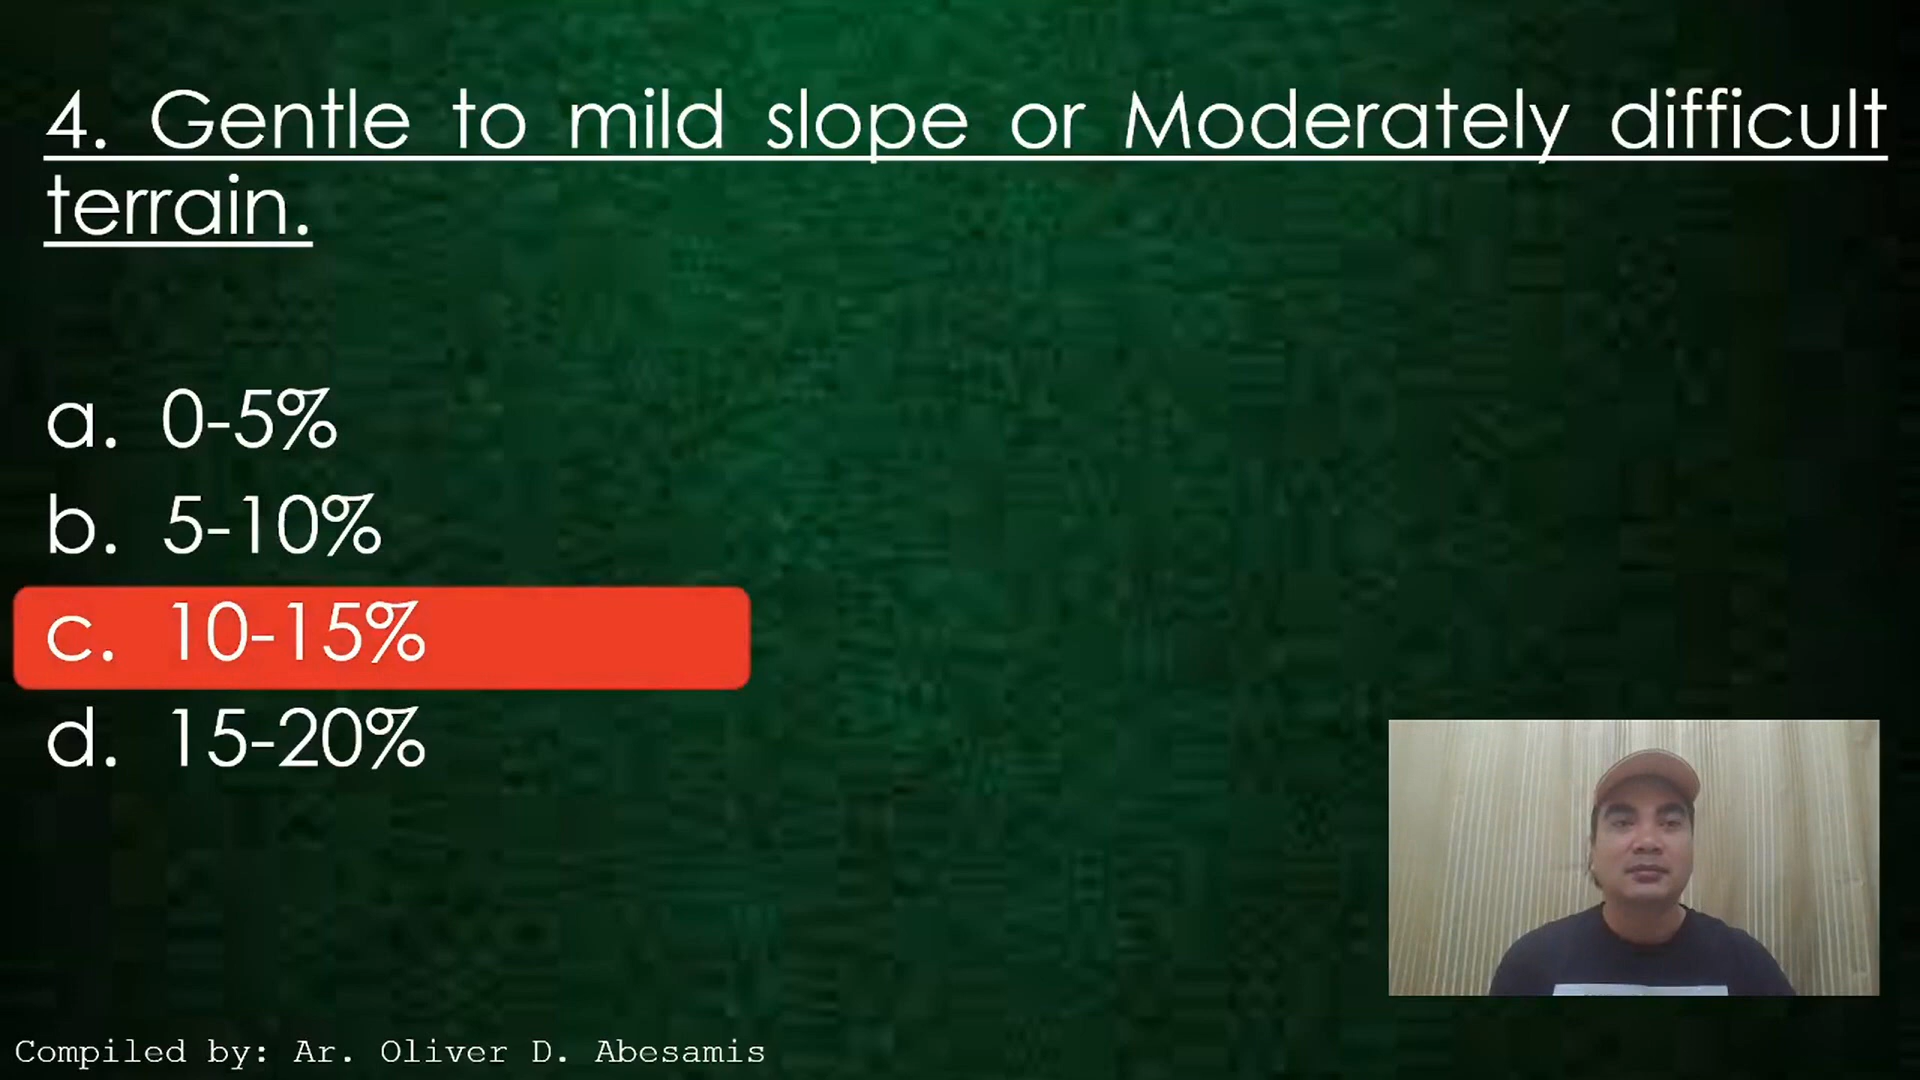 4. Gentle to mild slope or Moderately difficult
terrain.
a. 0-5%
b. 5-10%
c. 10-15%
d. 15-20%
Compiled by: Ar. Oliver D. Abesamis